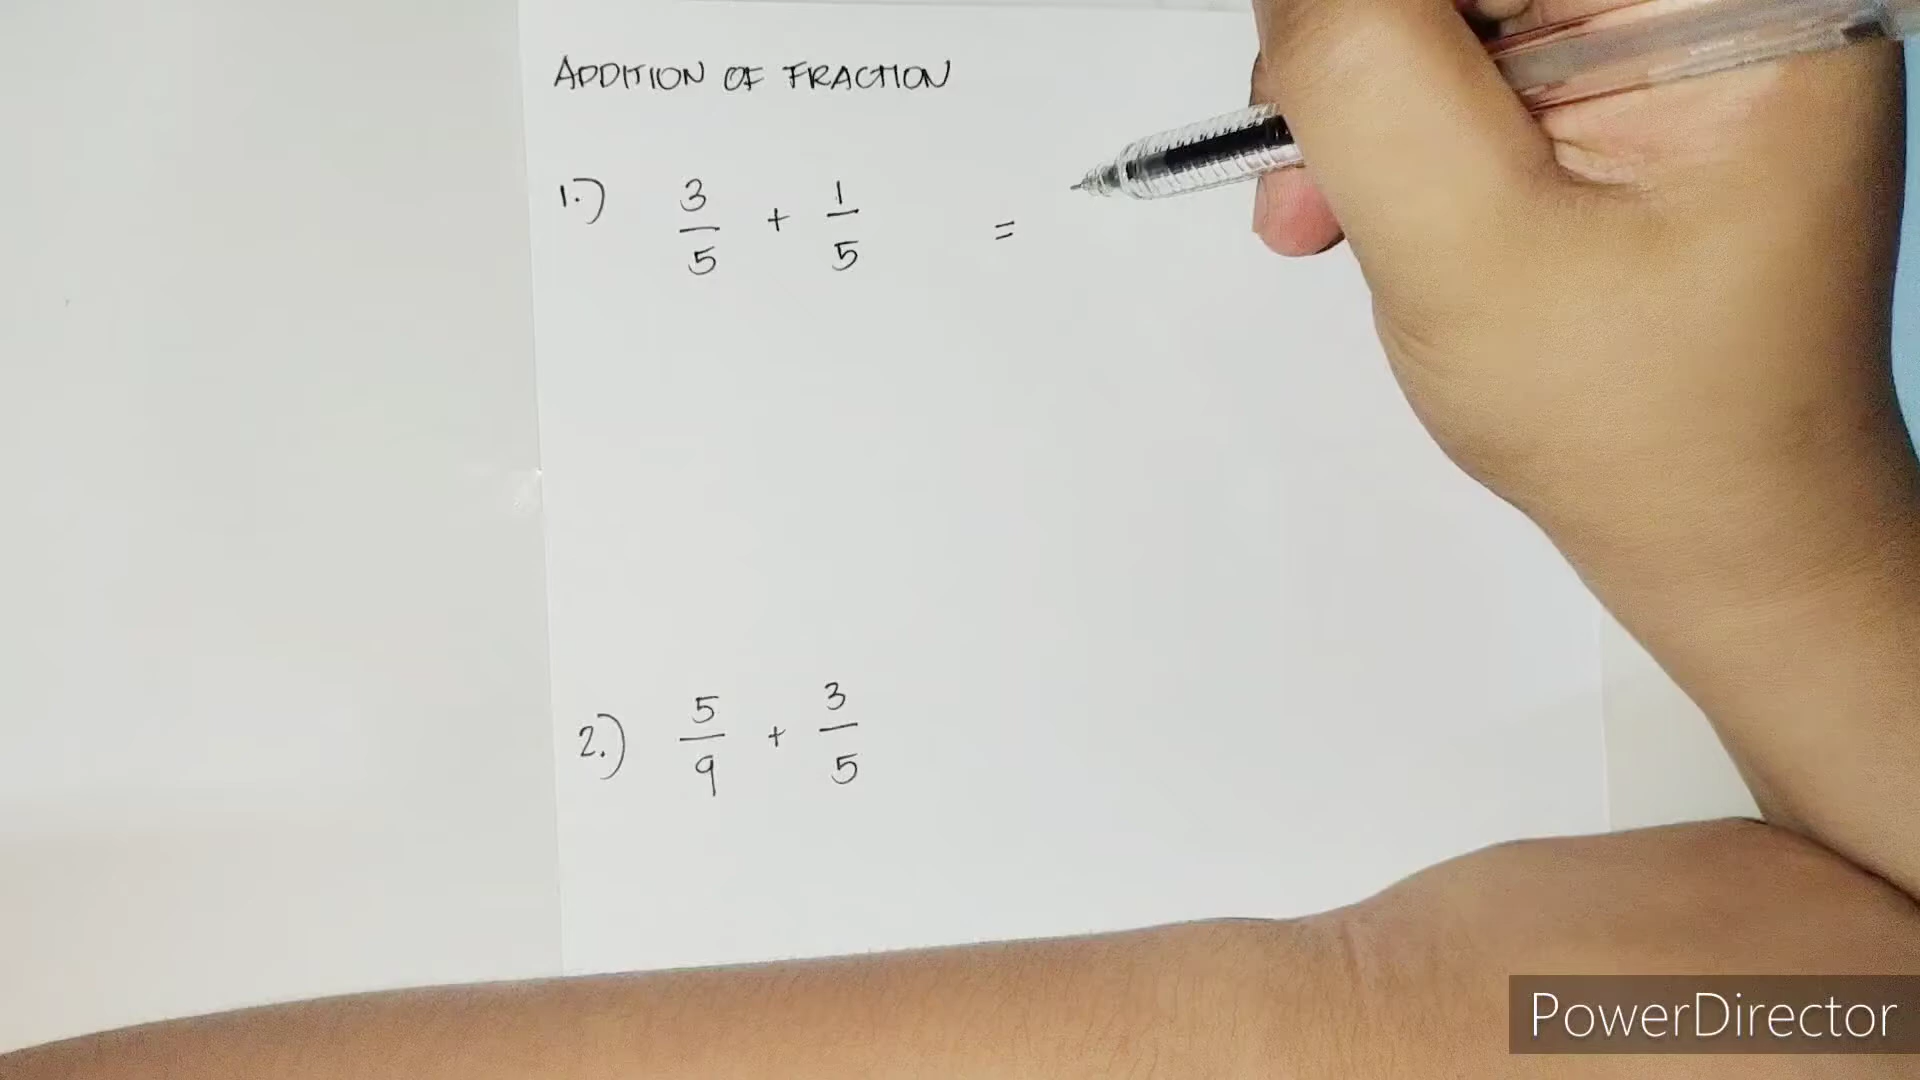 ADDITION OF FRACTION
1.) 3/5 + 1/5 =
2.) 5/9 + 3/5
PowerDirector